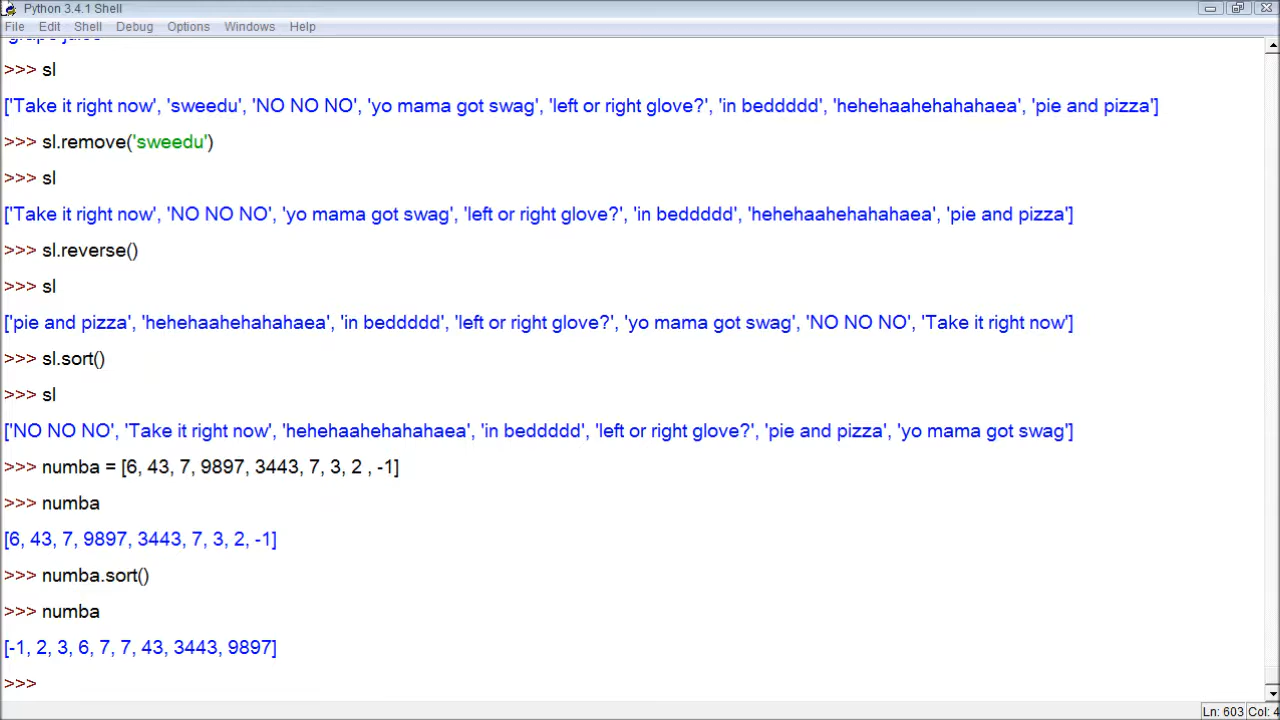 Python 3.4.1 Shell
File Edit Shell Debug Options Windows Help
>>> sl
['Take it right now', 'sweedu', 'NO NO NO', 'yo mama got swag', 'left or right glove?', 'in beddddd', 'hehehaahehahahaea', 'pie and pizza']
>>> sl.remove('sweedu')
>>> sl
['Take it right now', 'NO NO NO', 'yo mama got swag', 'left or right glove?', 'in beddddd', 'hehehaahehahahaea', 'pie and pizza']
>>> sl.reverse()
>>> sl
['pie and pizza', 'hehehaahehahahaea', 'in beddddd', 'left or right glove?', 'yo mama got swag', 'NO NO NO', 'Take it right now']
>>> sl.sort()
>>> sl
['NO NO NO', 'Take it right now', 'hehehaahehahahaea', 'in beddddd', 'left or right glove?', 'pie and pizza', 'yo mama got swag']
>>> numba = [6, 43, 7, 9897, 3443, 7, 3, 2 , -1]
>>> numba
[6, 43, 7, 9897, 3443, 7, 3, 2, -1]
>>> numba.sort()
>>> numba
[-1, 2, 3, 6, 7, 7, 43, 3443, 9897]
>>>
Ln: 603 Col: 4